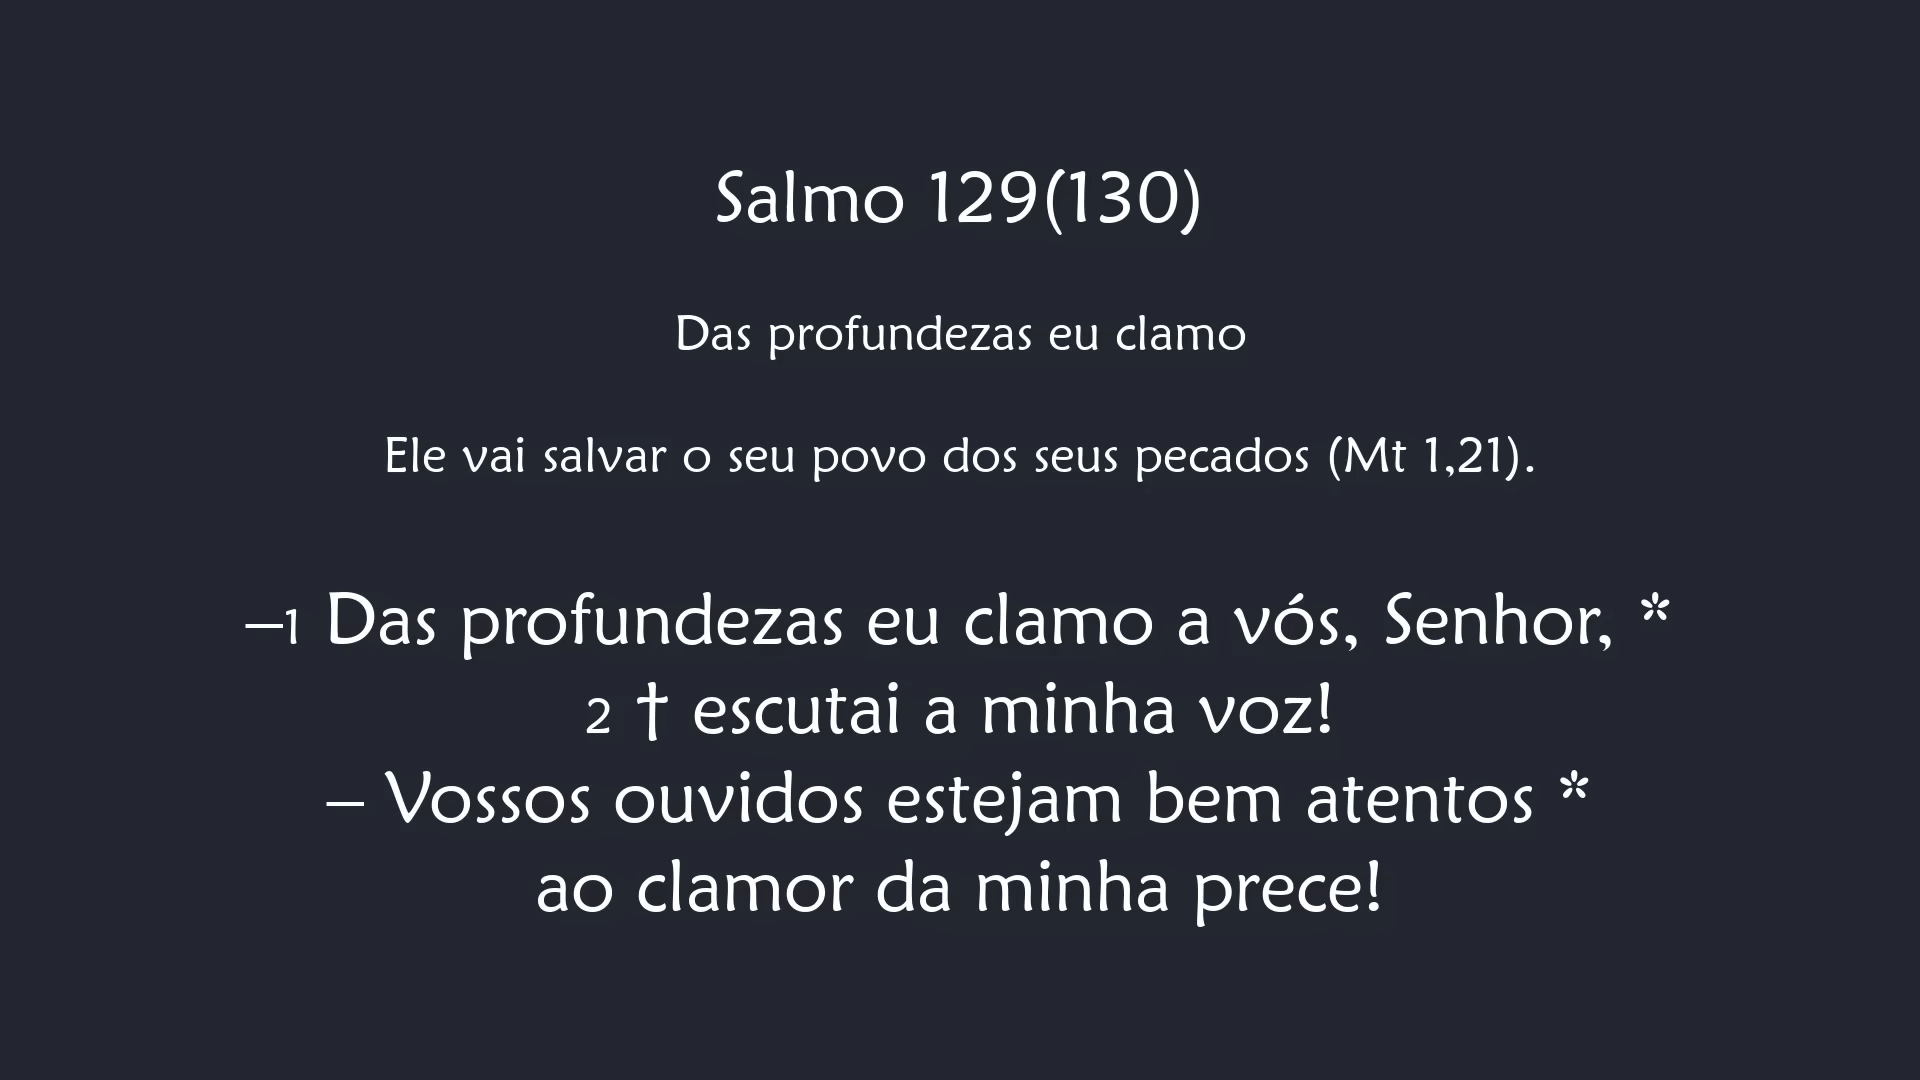 Salmo 129(130)
Das profundezas eu clamo
Ele vai salvar o seu povo dos seus pecados (Mt 1,21).
–1 Das profundezas eu clamo a vós, Senhor, *
2 † escutai a minha voz!
– Vossos ouvidos estejam bem atentos *
ao clamor da minha prece!